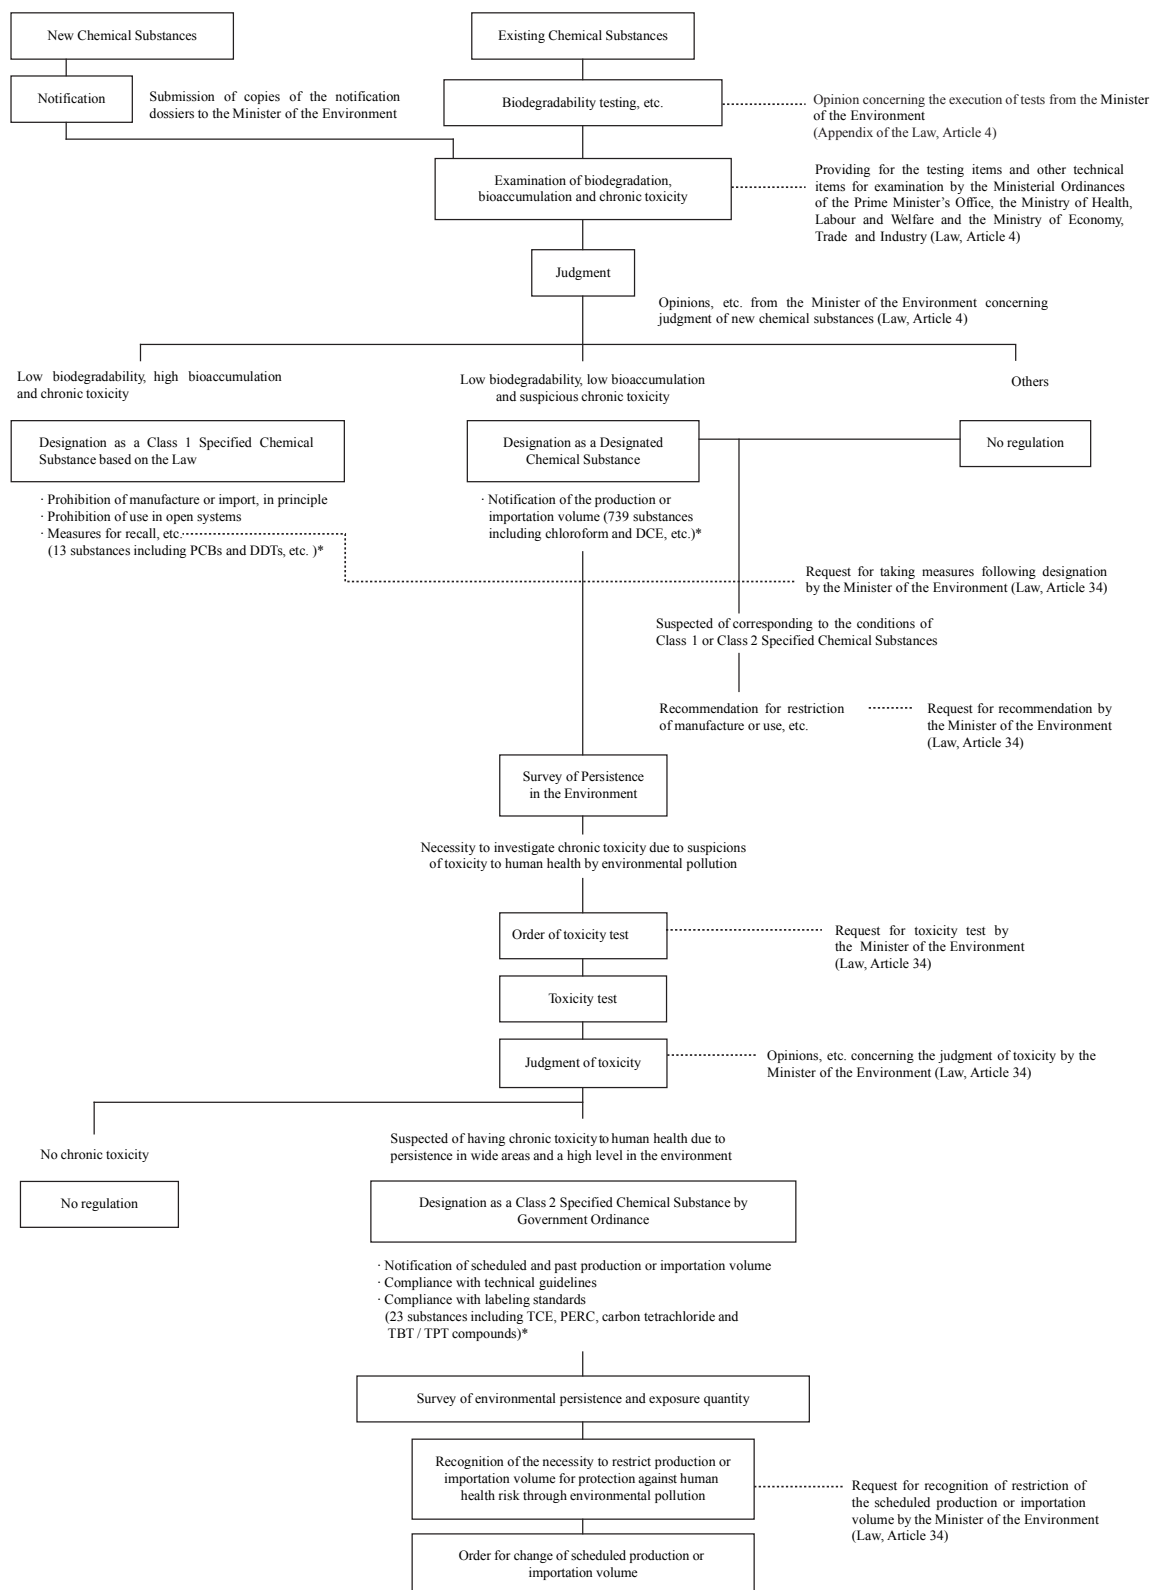 New Chemical Substances
Existing Chemical Substances
Notification
Submission of copies of the notification
dossiers to the Minister of the Environment
Biodegradability testing, etc.
Opinion concerning the execution of tests from the Minister
of the Environment
(Appendix of the Law, Article 4)
Examination of biodegradation,
bioaccumulation and chronic toxicity
Providing for the testing items and other technical
items for examination by the Ministerial Ordinances
of the Prime Minister's Office, the Ministry of Health,
Labour and Welfare and the Ministry of Economy,
Trade and Industry (Law, Article 4)
Judgment
Opinions, etc. from the Minister of the Environment concerning
judgment of new chemical substances (Law, Article 4)
Low biodegradability, high bioaccumulation
and chronic toxicity
Low biodegradability, low bioaccumulation
and suspicious chronic toxicity
Others
Designation as a Class 1 Specified Chemical
Substance based on the Law
Designation as a Designated
Chemical Substance
No regulation
· Prohibition of manufacture or import, in principle
· Prohibition of use in open systems
· Measures for recall, etc.
(13 substances including PCBs and DDTs, etc. )*
· Notification of the production or
importation volume (739 substances
including chloroform and DCE, etc.)*
Request for taking measures following designation
by the Minister of the Environment (Law, Article 34)
Suspected of corresponding to the conditions of
Class 1 or Class 2 Specified Chemical Substances
Recommendation for restriction
of manufacture or use, etc.
Request for recommendation by
the Minister of the Environment
(Law, Article 34)
Survey of Persistence
in the Environment
Necessity to investigate chronic toxicity due to suspicions
of toxicity to human health by environmental pollution
Order of toxicity test
Request for toxicity test by
the Minister of the Environment
(Law, Article 34)
Toxicity test
Judgment of toxicity
Opinions, etc. concerning the judgment of toxicity by the
Minister of the Environment (Law, Article 34)
No chronic toxicity
Suspected of having chronic toxicity to human health due to
persistence in wide areas and a high level in the environment
No regulation
Designation as a Class 2 Specified Chemical Substance by
Government Ordinance
· Notification of scheduled and past production or importation volume
· Compliance with technical guidelines
· Compliance with labeling standards
(23 substances including TCE, PERC, carbon tetrachloride and
TBT / TPT compounds)*
Survey of environmental persistence and exposure quantity
Recognition of the necessity to restrict production or
importation volume for protection against human
health risk through environmental pollution
Request for recognition of restriction of
the scheduled production or importation
volume by the Minister of the Environment
(Law, Article 34)
Order for change of scheduled production or
importation volume